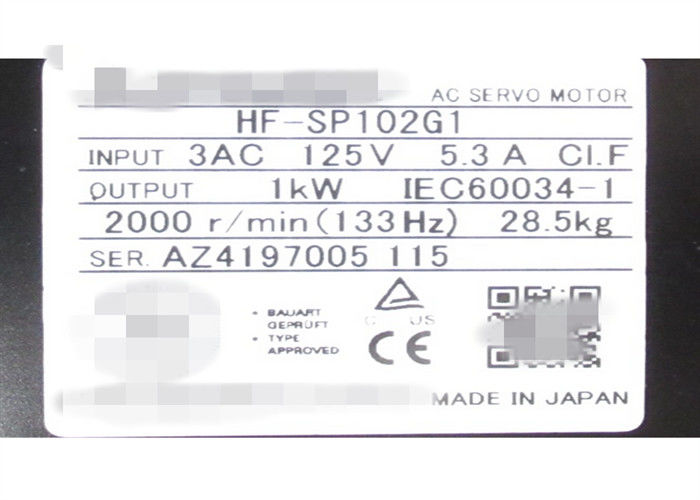 AC SERVO MOTOR
HF-SP102G1
INPUT 3AC 125V 5.3A CI.F
OUTPUT 1kW IEC60034-1
2000 r/min(133Hz) 28.5kg
SER. AZ4197005 115
• BAUART
GEPRÜFT
• TYPE
APPROVED
C US
CE
MADE IN JAPAN